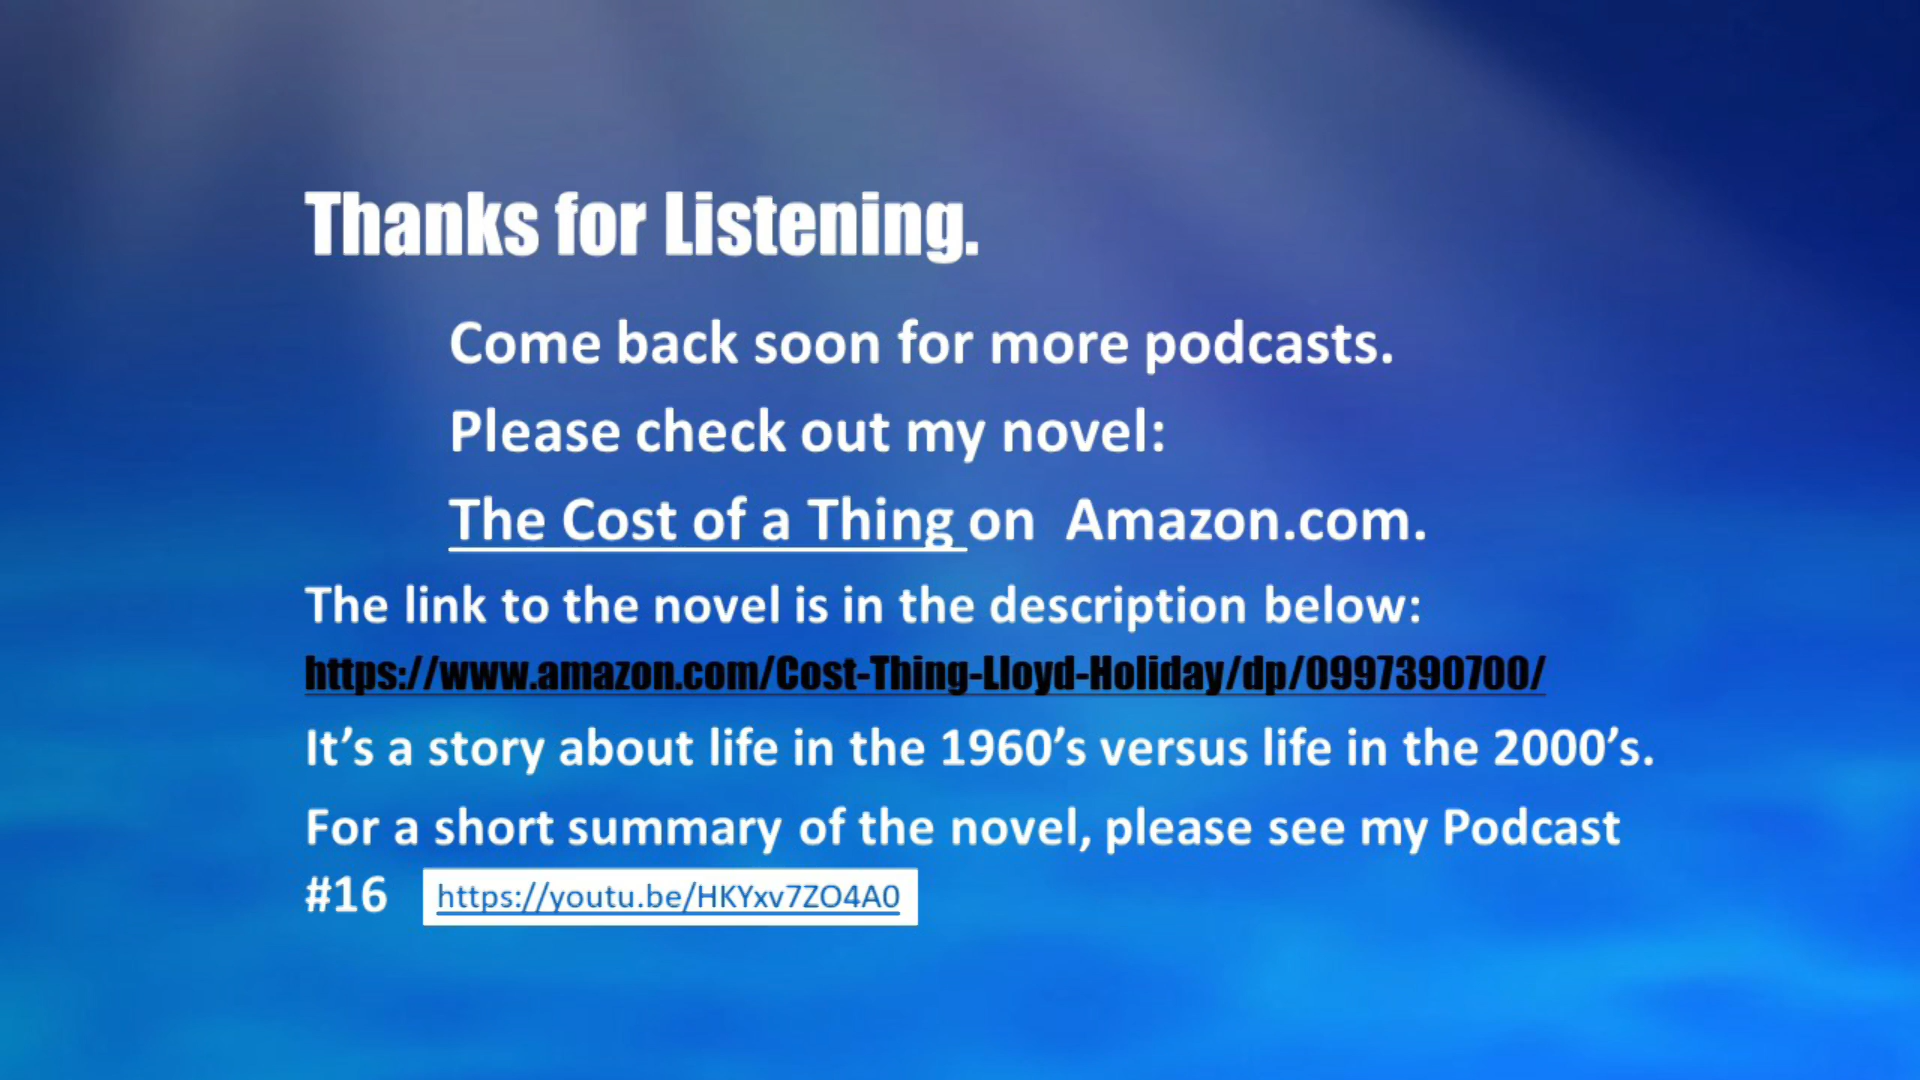 Thanks for Listening.
Come back soon for more podcasts.
Please check out my novel:
The Cost of a Thing on  Amazon.com.
The link to the novel is in the description below:
https://www.amazon.com/Cost-Thing-Lloyd-Holiday/dp/0997390700/
It’s a story about life in the 1960’s versus life in the 2000’s.
For a short summary of the novel, please see my Podcast
#16 https://youtu.be/HKYxv7ZO4A0